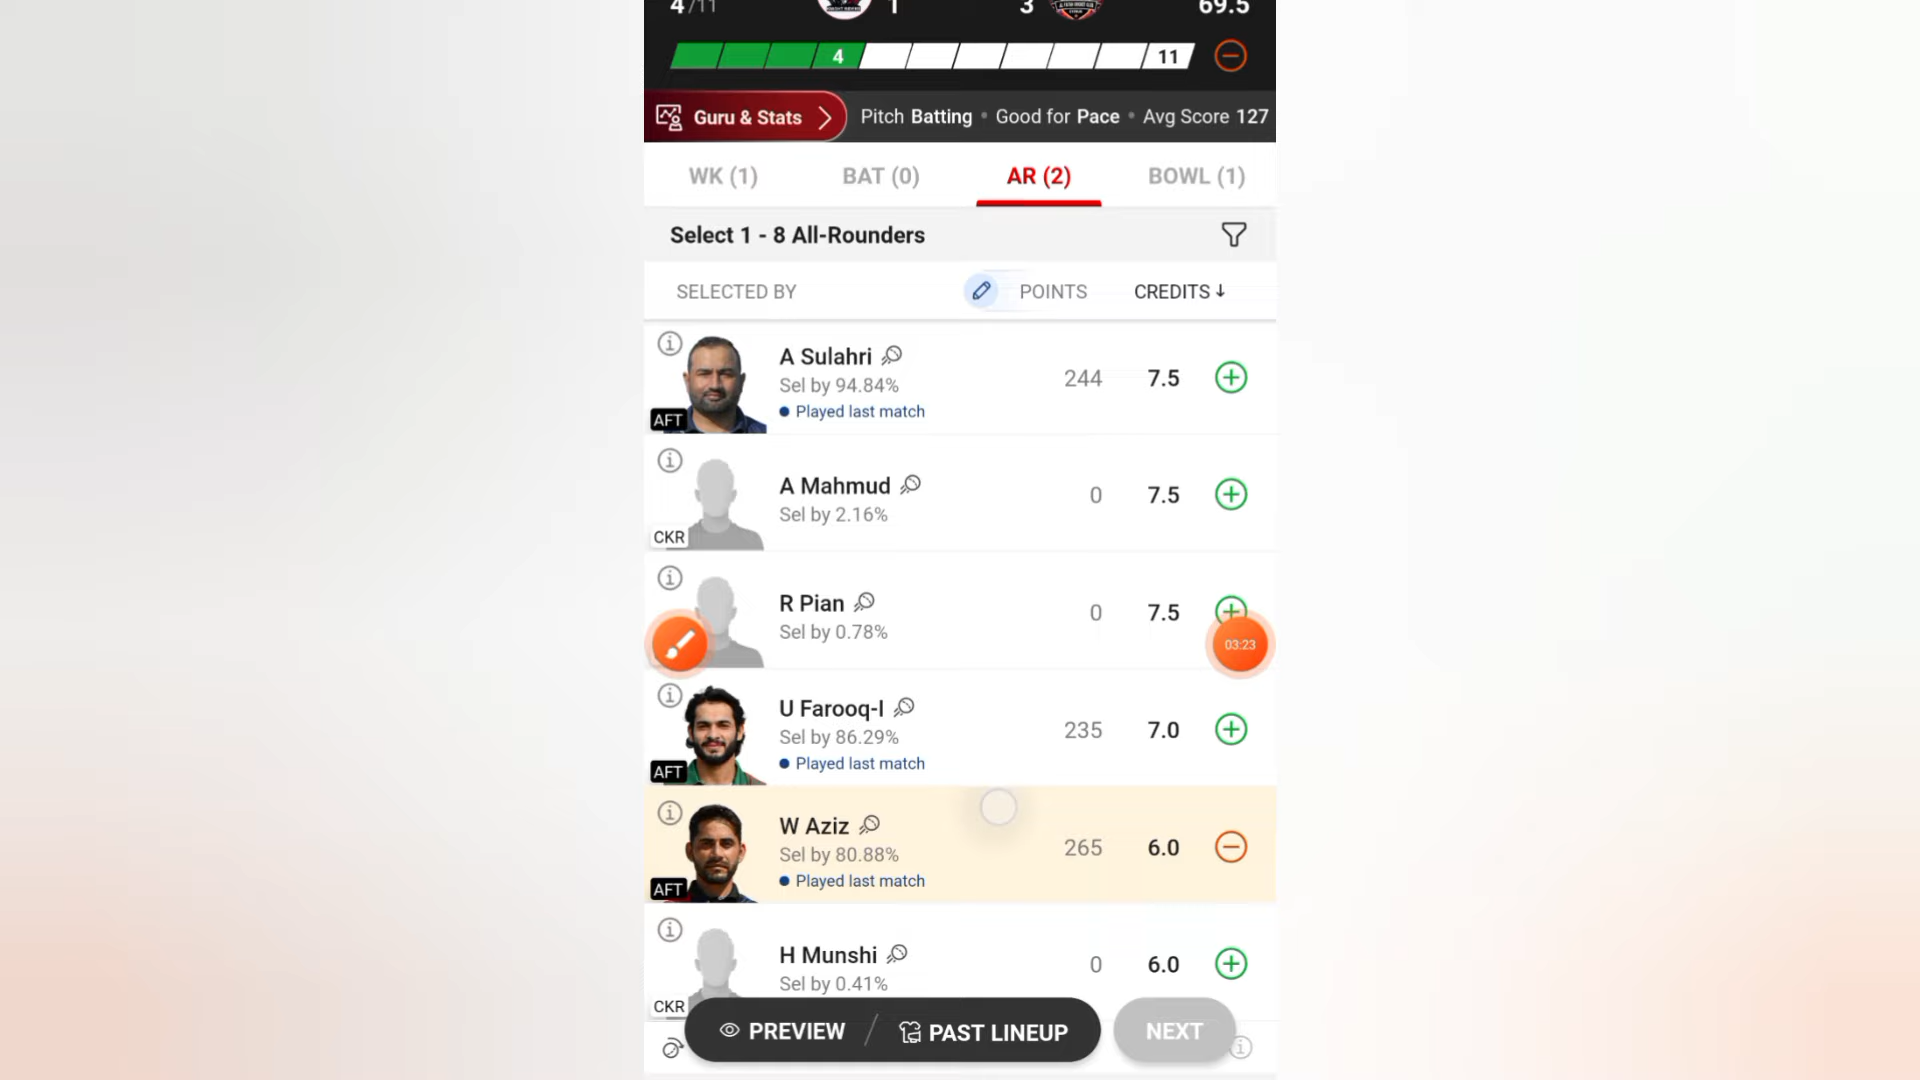 4/11 1 3 69.5
4 11
Guru & Stats Pitch Batting • Good for Pace • Avg Score 127
WK (1) BAT (0) AR (2) BOWL (1)
Select 1 - 8 All-Rounders
SELECTED BY POINTS CREDITS ↓
A Sulahri
Sel by 94.84% 244 7.5
Played last match
AFT
A Mahmud
Sel by 2.16% 0 7.5
CKR
R Pian
Sel by 0.78% 0 7.5
03:23
U Farooq-I
Sel by 86.29% 235 7.0
Played last match
AFT
W Aziz
Sel by 80.88% 265 6.0
Played last match
AFT
H Munshi
Sel by 0.41% 0 6.0
CKR
PREVIEW / PAST LINEUP NEXT